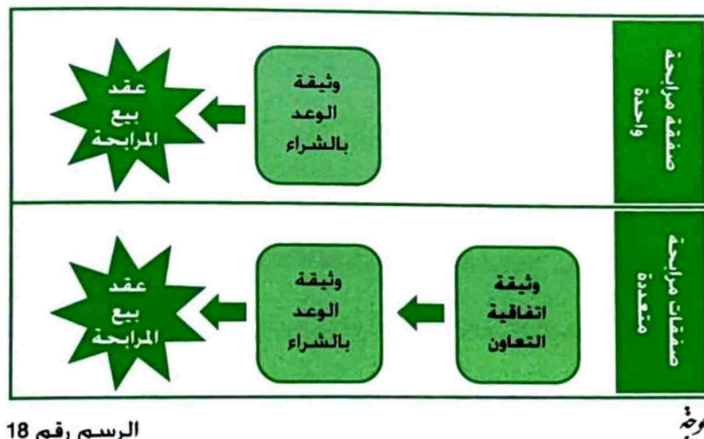 صفقة مرابحة
واحدة
وثيقة
الوعد
بالشراء
عقد
بيع
المرابحة
صفقات مرابحة
متعددة
وثيقة
اتفاقية
التعاون
وثيقة
الوعد
بالشراء
عقد
بيع
المرابحة
الرسم رقم 18